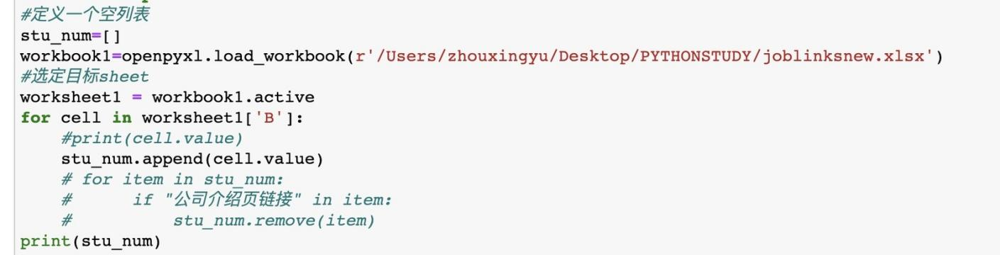 #定义一个空列表
stu_num=[]
workbook1=openpyxl.load_workbook(r'/Users/zhouxingyu/Desktop/PYTHONSTUDY/joblinksnew.xlsx')
#选定目标sheet
worksheet1 = workbook1.active
for cell in worksheet1['B']:
    #print(cell.value)
    stu_num.append(cell.value)
    # for item in stu_num:
    #      if "公司介绍页链接" in item:
    #          stu_num.remove(item)
print(stu_num)